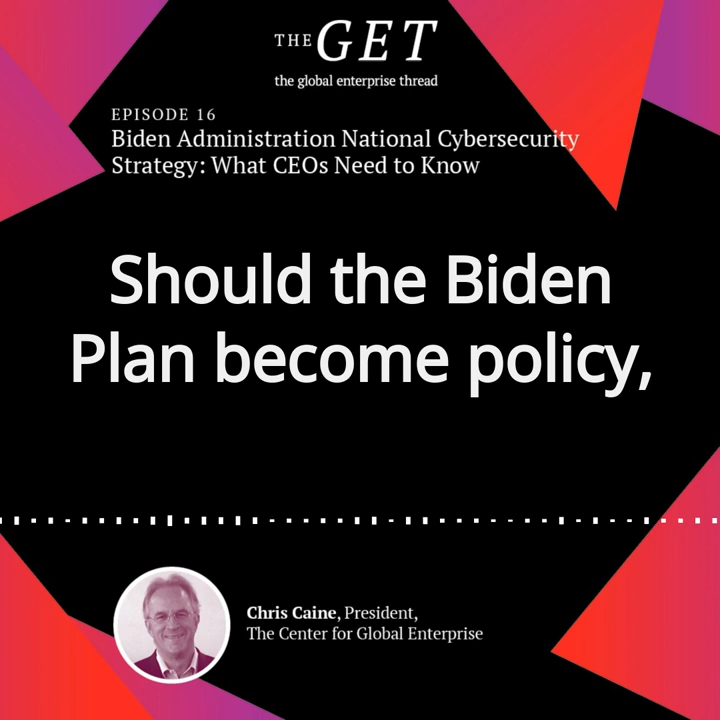 THE GET
the global enterprise thread
EPISODE 16
Biden Administration National Cybersecurity
Strategy: What CEOs Need to Know
Should the Biden
Plan become policy,
Chris Caine, President,
The Center for Global Enterprise